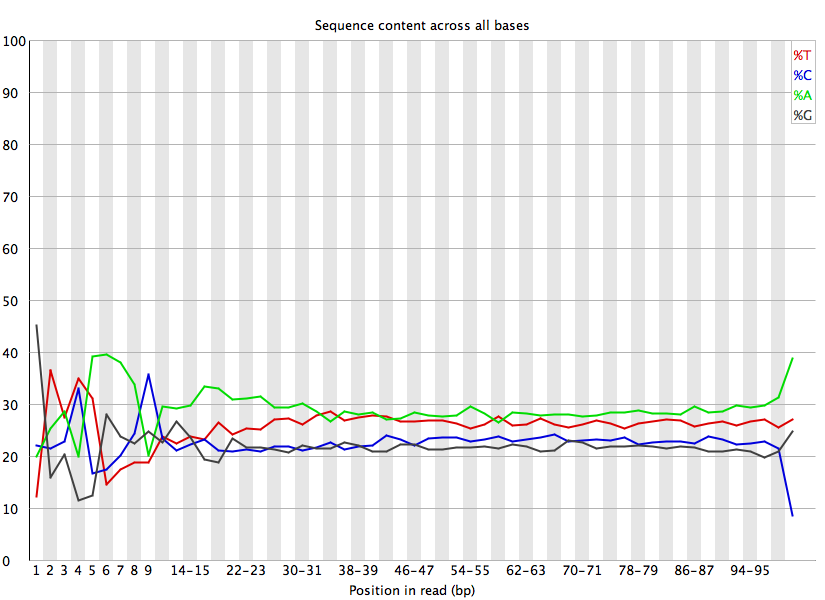 Sequence content across all bases
100
90
80
70
60
50
40
30
20
10
0
%T
%C
%A
%G
1 2 3 4 5 6 7 8 9 14-15 22-23 30-31 38-39 46-47 54-55 62-63 70-71 78-79 86-87 94-95
Position in read (bp)